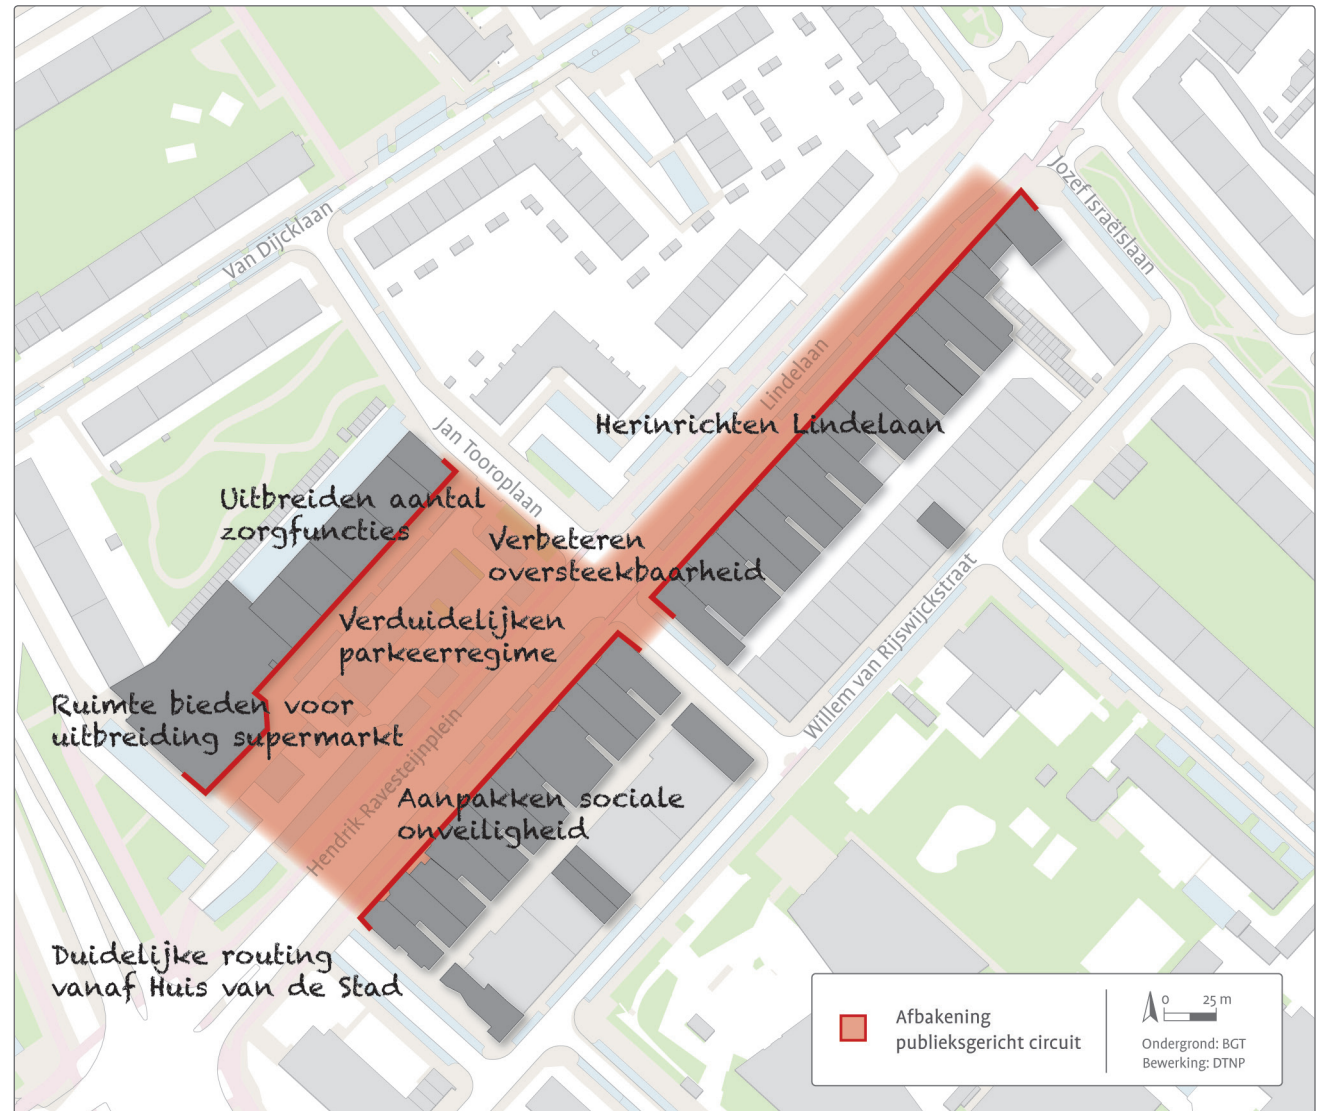 Jozef Israëlslaan
Van Dijcklaan
Lindelaan
Herinrichten Lindelaan
Jan Tooroplaan
Uitbreiden aantal
zorgfuncties
Verbeteren
oversteekbaarheid
Verduidelijken
parkeerregime
Willem van Rijswijckstraat
Ruimte bieden voor
uitbreiding supermarkt
Hendrik Ravesteijnplein
Aanpakken sociale
onveiligheid
Duidelijke routing
vanaf Huis van de Stad
Afbakening
publieksgericht circuit
0 25 m
Ondergrond: BGT
Bewerking: DTNP